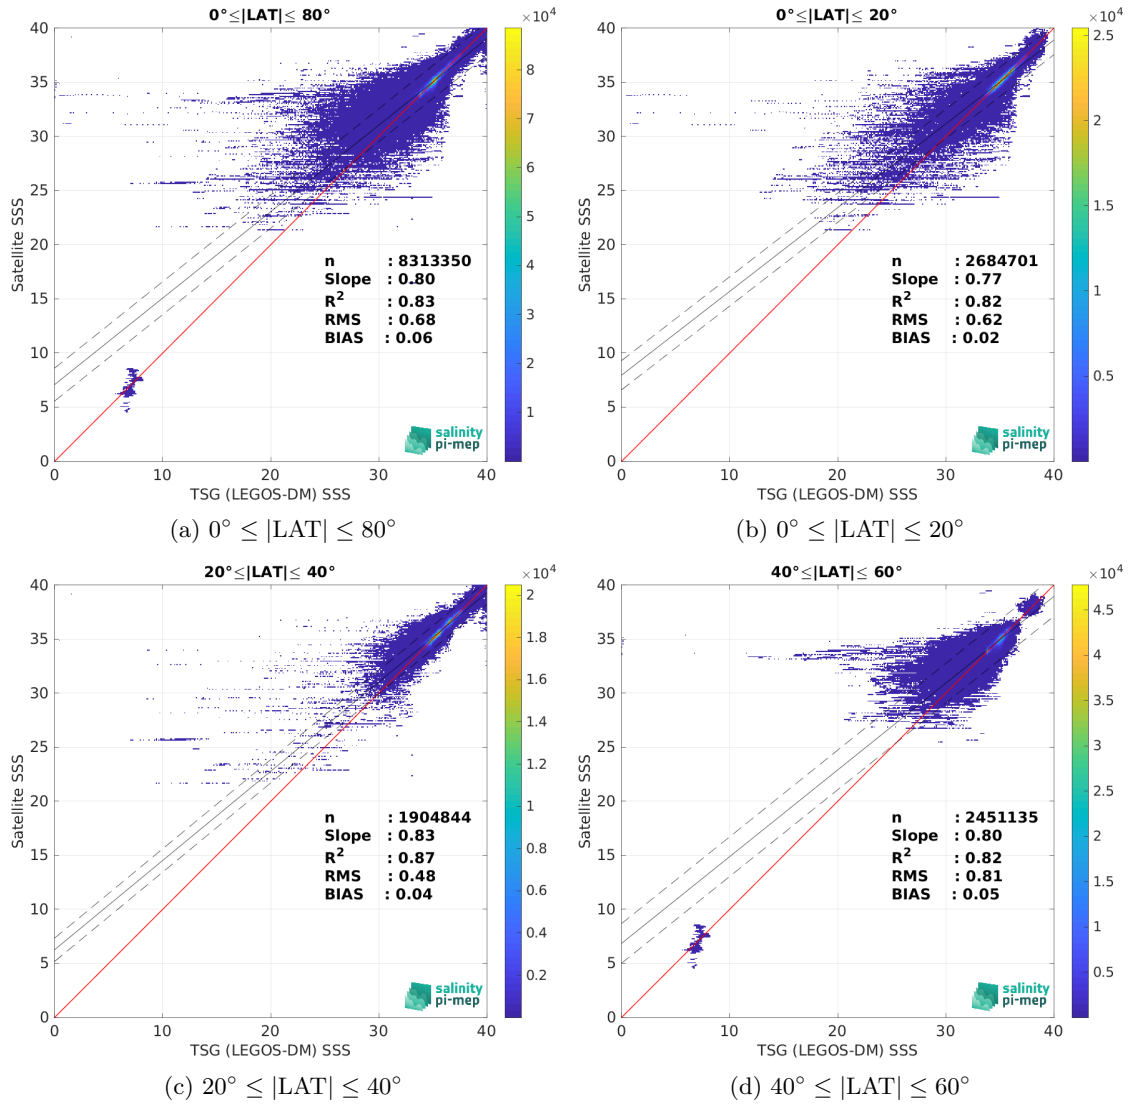 0°≤|LAT|≤ 80°
×10⁴
Satellite SSS
40
35
30
25
20
15
10
5
0
n : 8313350
Slope : 0.80
R² : 0.83
RMS : 0.68
BIAS : 0.06
salinity
pi-mep
0 10 20 30 40
TSG (LEGOS-DM) SSS
8
7
6
5
4
3
2
1
(a) 0° ≤ |LAT| ≤ 80°
0°≤|LAT|≤ 20°
×10⁴
Satellite SSS
40
35
30
25
20
15
10
5
0
n : 2684701
Slope : 0.77
R² : 0.82
RMS : 0.62
BIAS : 0.02
salinity
pi-mep
0 10 20 30 40
TSG (LEGOS-DM) SSS
2.5
2
1.5
1
0.5
(b) 0° ≤ |LAT| ≤ 20°
20°≤|LAT|≤ 40°
×10⁴
Satellite SSS
40
35
30
25
20
15
10
5
0
n : 1904844
Slope : 0.83
R² : 0.87
RMS : 0.48
BIAS : 0.04
salinity
pi-mep
0 10 20 30 40
TSG (LEGOS-DM) SSS
2
1.8
1.6
1.4
1.2
1
0.8
0.6
0.4
0.2
(c) 20° ≤ |LAT| ≤ 40°
40°≤|LAT|≤ 60°
×10⁴
Satellite SSS
40
35
30
25
20
15
10
5
0
n : 2451135
Slope : 0.80
R² : 0.82
RMS : 0.81
BIAS : 0.05
salinity
pi-mep
0 10 20 30 40
TSG (LEGOS-DM) SSS
4.5
4
3.5
3
2.5
2
1.5
1
0.5
(d) 40° ≤ |LAT| ≤ 60°